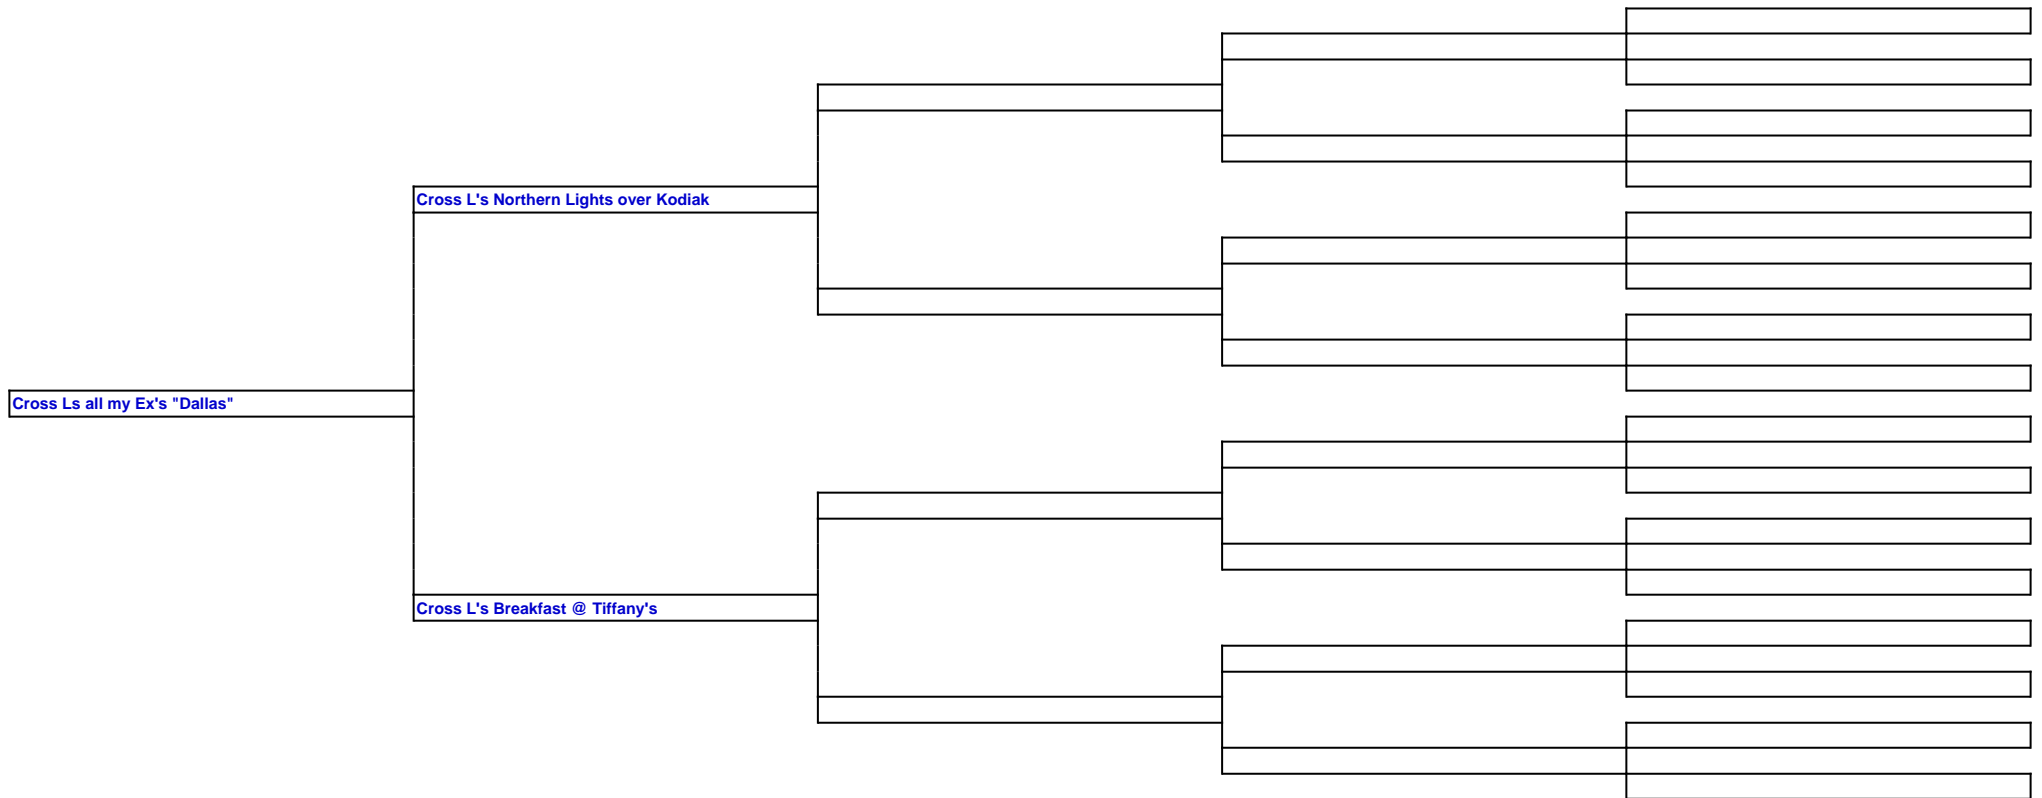 Cross L's Northern Lights over Kodiak
Cross Ls all my Ex's "Dallas"
Cross L's Breakfast @ Tiffany's